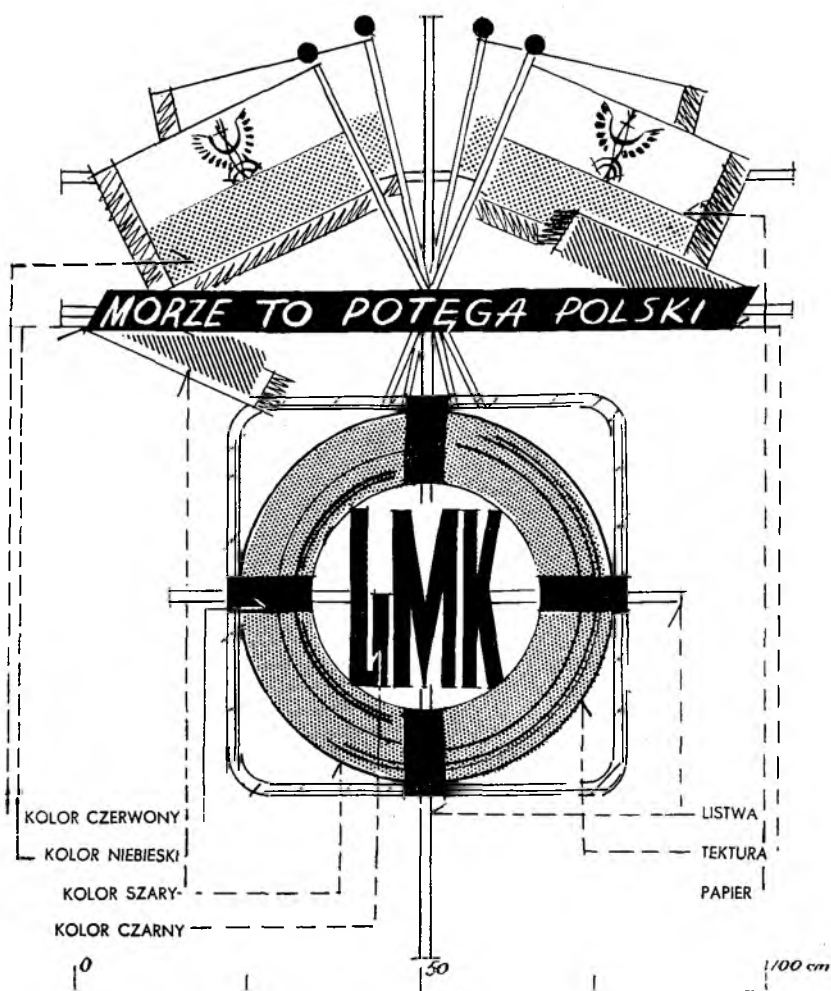 MORZE TO POTĘGA POLSKI
LMK
KOLOR CZERWONY
LISTWA
KOLOR NIEBIESKI
TEKTURA
KOLOR SZARY
PAPIER
KOLOR CZARNY
0 50 100 cm